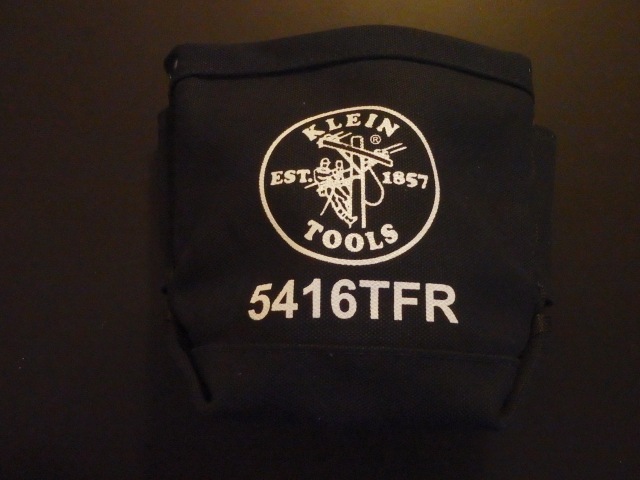 KLEIN
®
EST. 1857
TOOLS
5416TFR